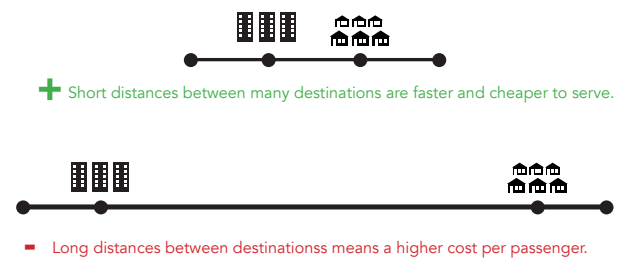 + Short distances between many destinations are faster and cheaper to serve.
- Long distances between destinationss means a higher cost per passenger.